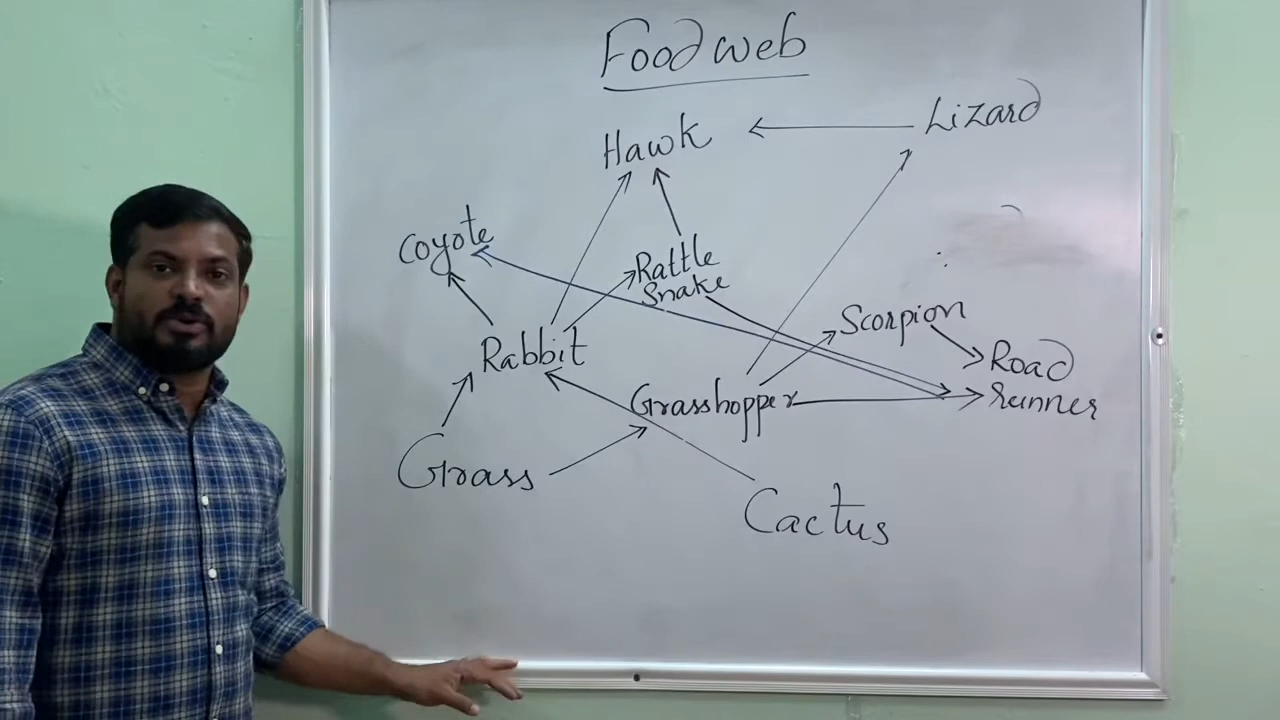 Food web
Hawk
Lizard
Coyote
Rattle
Snake
Scorpion
Rabbit
Road
runner
Grasshopper
Grass
Cactus